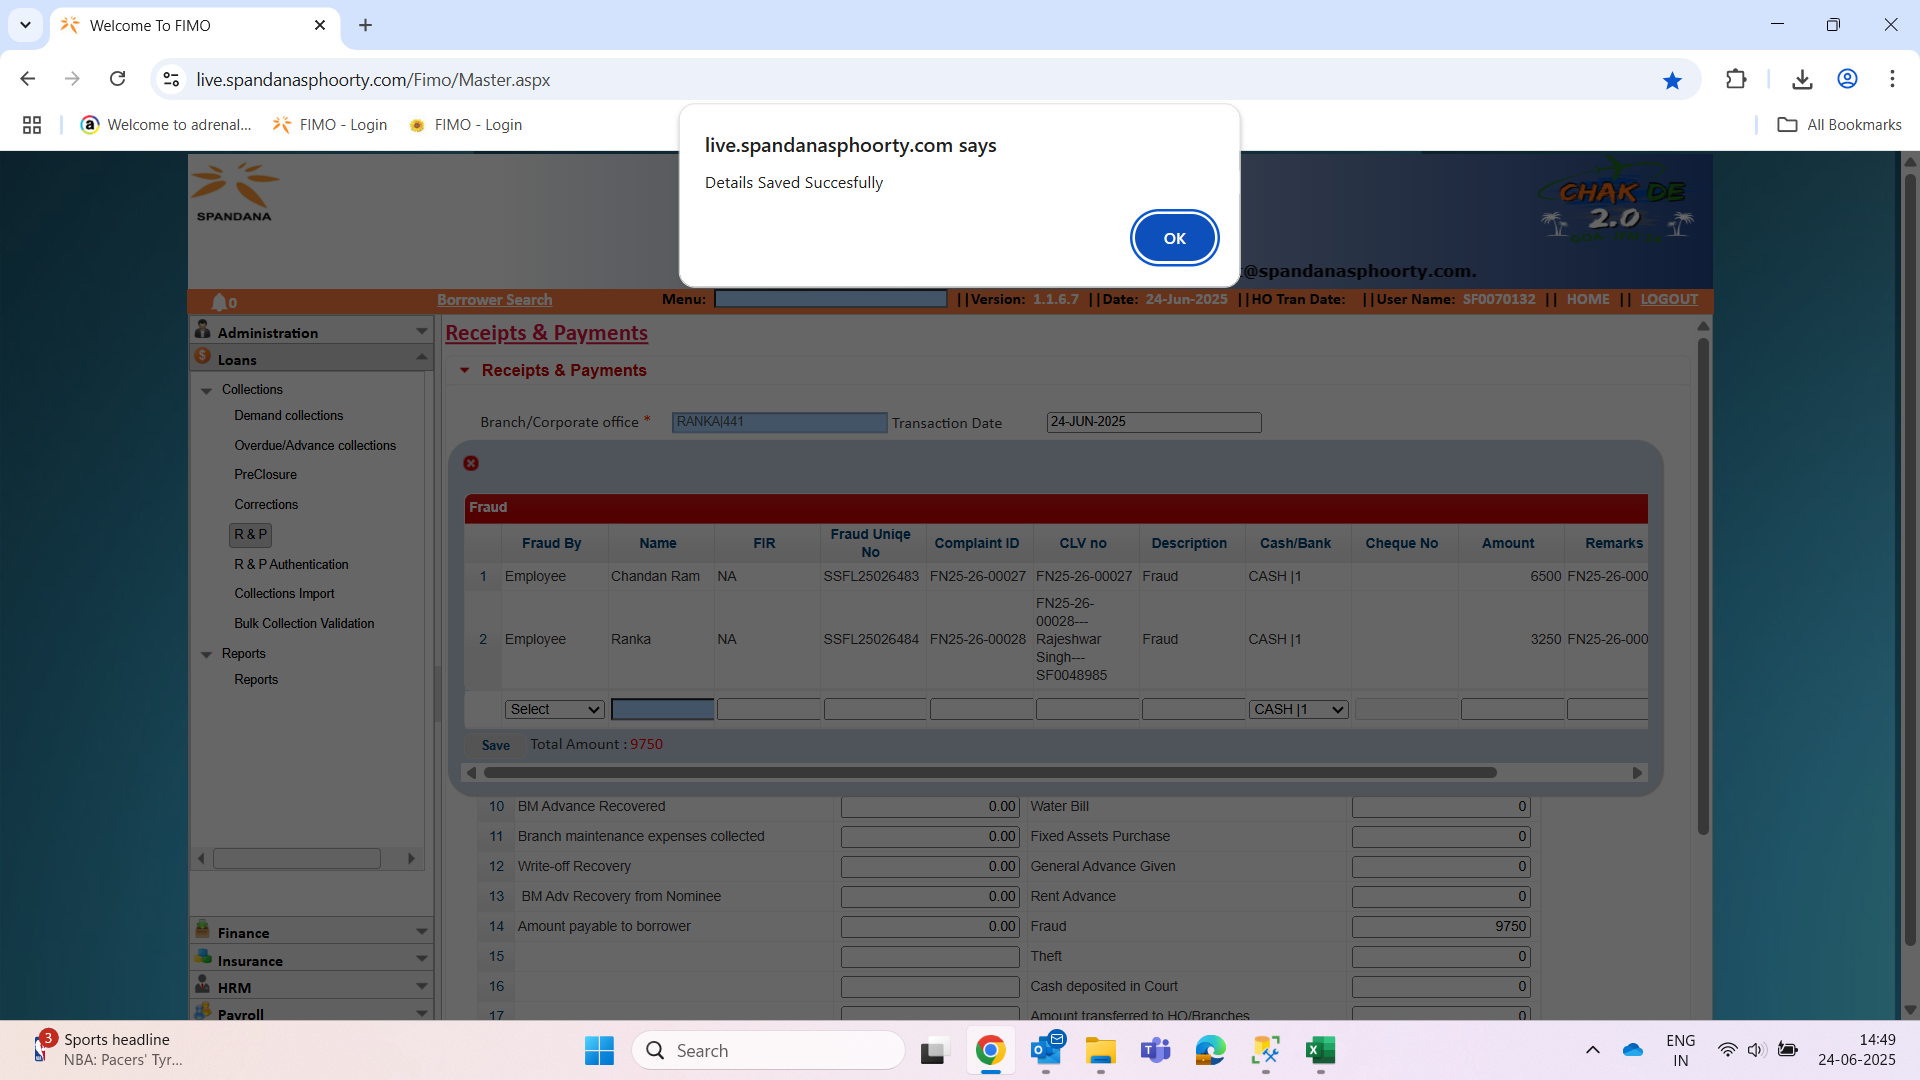 Welcome To FIMO
live.spandanasphoorty.com/Fimo/Master.aspx
Welcome to adrenal...
FIMO - Login
FIMO - Login
All Bookmarks
live.spandanasphoorty.com says
Details Saved Succesfully
OK
SPANDANA
CHAK DE
2.0
@spandanasphoorty.com.
0
Borrower Search
Menu:
||Version: 1.1.6.7 ||Date: 24-Jun-2025 ||HO Tran Date: ||User Name: SF0070132 || HOME || LOGOUT
Administration
Loans
Collections
Demand collections
Overdue/Advance collections
PreClosure
Corrections
R & P
R & P Authentication
Collections Import
Bulk Collection Validation
Reports
Reports
Finance
Insurance
HRM
Payroll
Receipts & Payments
Receipts & Payments
Branch/Corporate office * RANKA|441 Transaction Date 24-JUN-2025
Fraud
Fraud By Name FIR Fraud Uniqe No Complaint ID CLV no Description Cash/Bank Cheque No Amount Remarks
1 Employee Chandan Ram NA SSFL25026483 FN25-26-00027 FN25-26-00027 Fraud CASH |1 6500 FN25-26-000
2 Employee Ranka NA SSFL25026484 FN25-26-00028 FN25-26-00028---Rajeshwar Singh---SF0048985 Fraud CASH |1 3250 FN25-26-000
Select CASH |1
Save Total Amount : 9750
10 BM Advance Recovered 0.00 Water Bill 0
11 Branch maintenance expenses collected 0.00 Fixed Assets Purchase 0
12 Write-off Recovery 0.00 General Advance Given 0
13 BM Adv Recovery from Nominee 0.00 Rent Advance 0
14 Amount payable to borrower 0.00 Fraud 9750
15 Theft 0
16 Cash deposited in Court 0
17 Amount transferred to HO/Branches 0
3
Sports headline
NBA: Pacers' Tyr...
Search
ENG
IN
14:49
24-06-2025